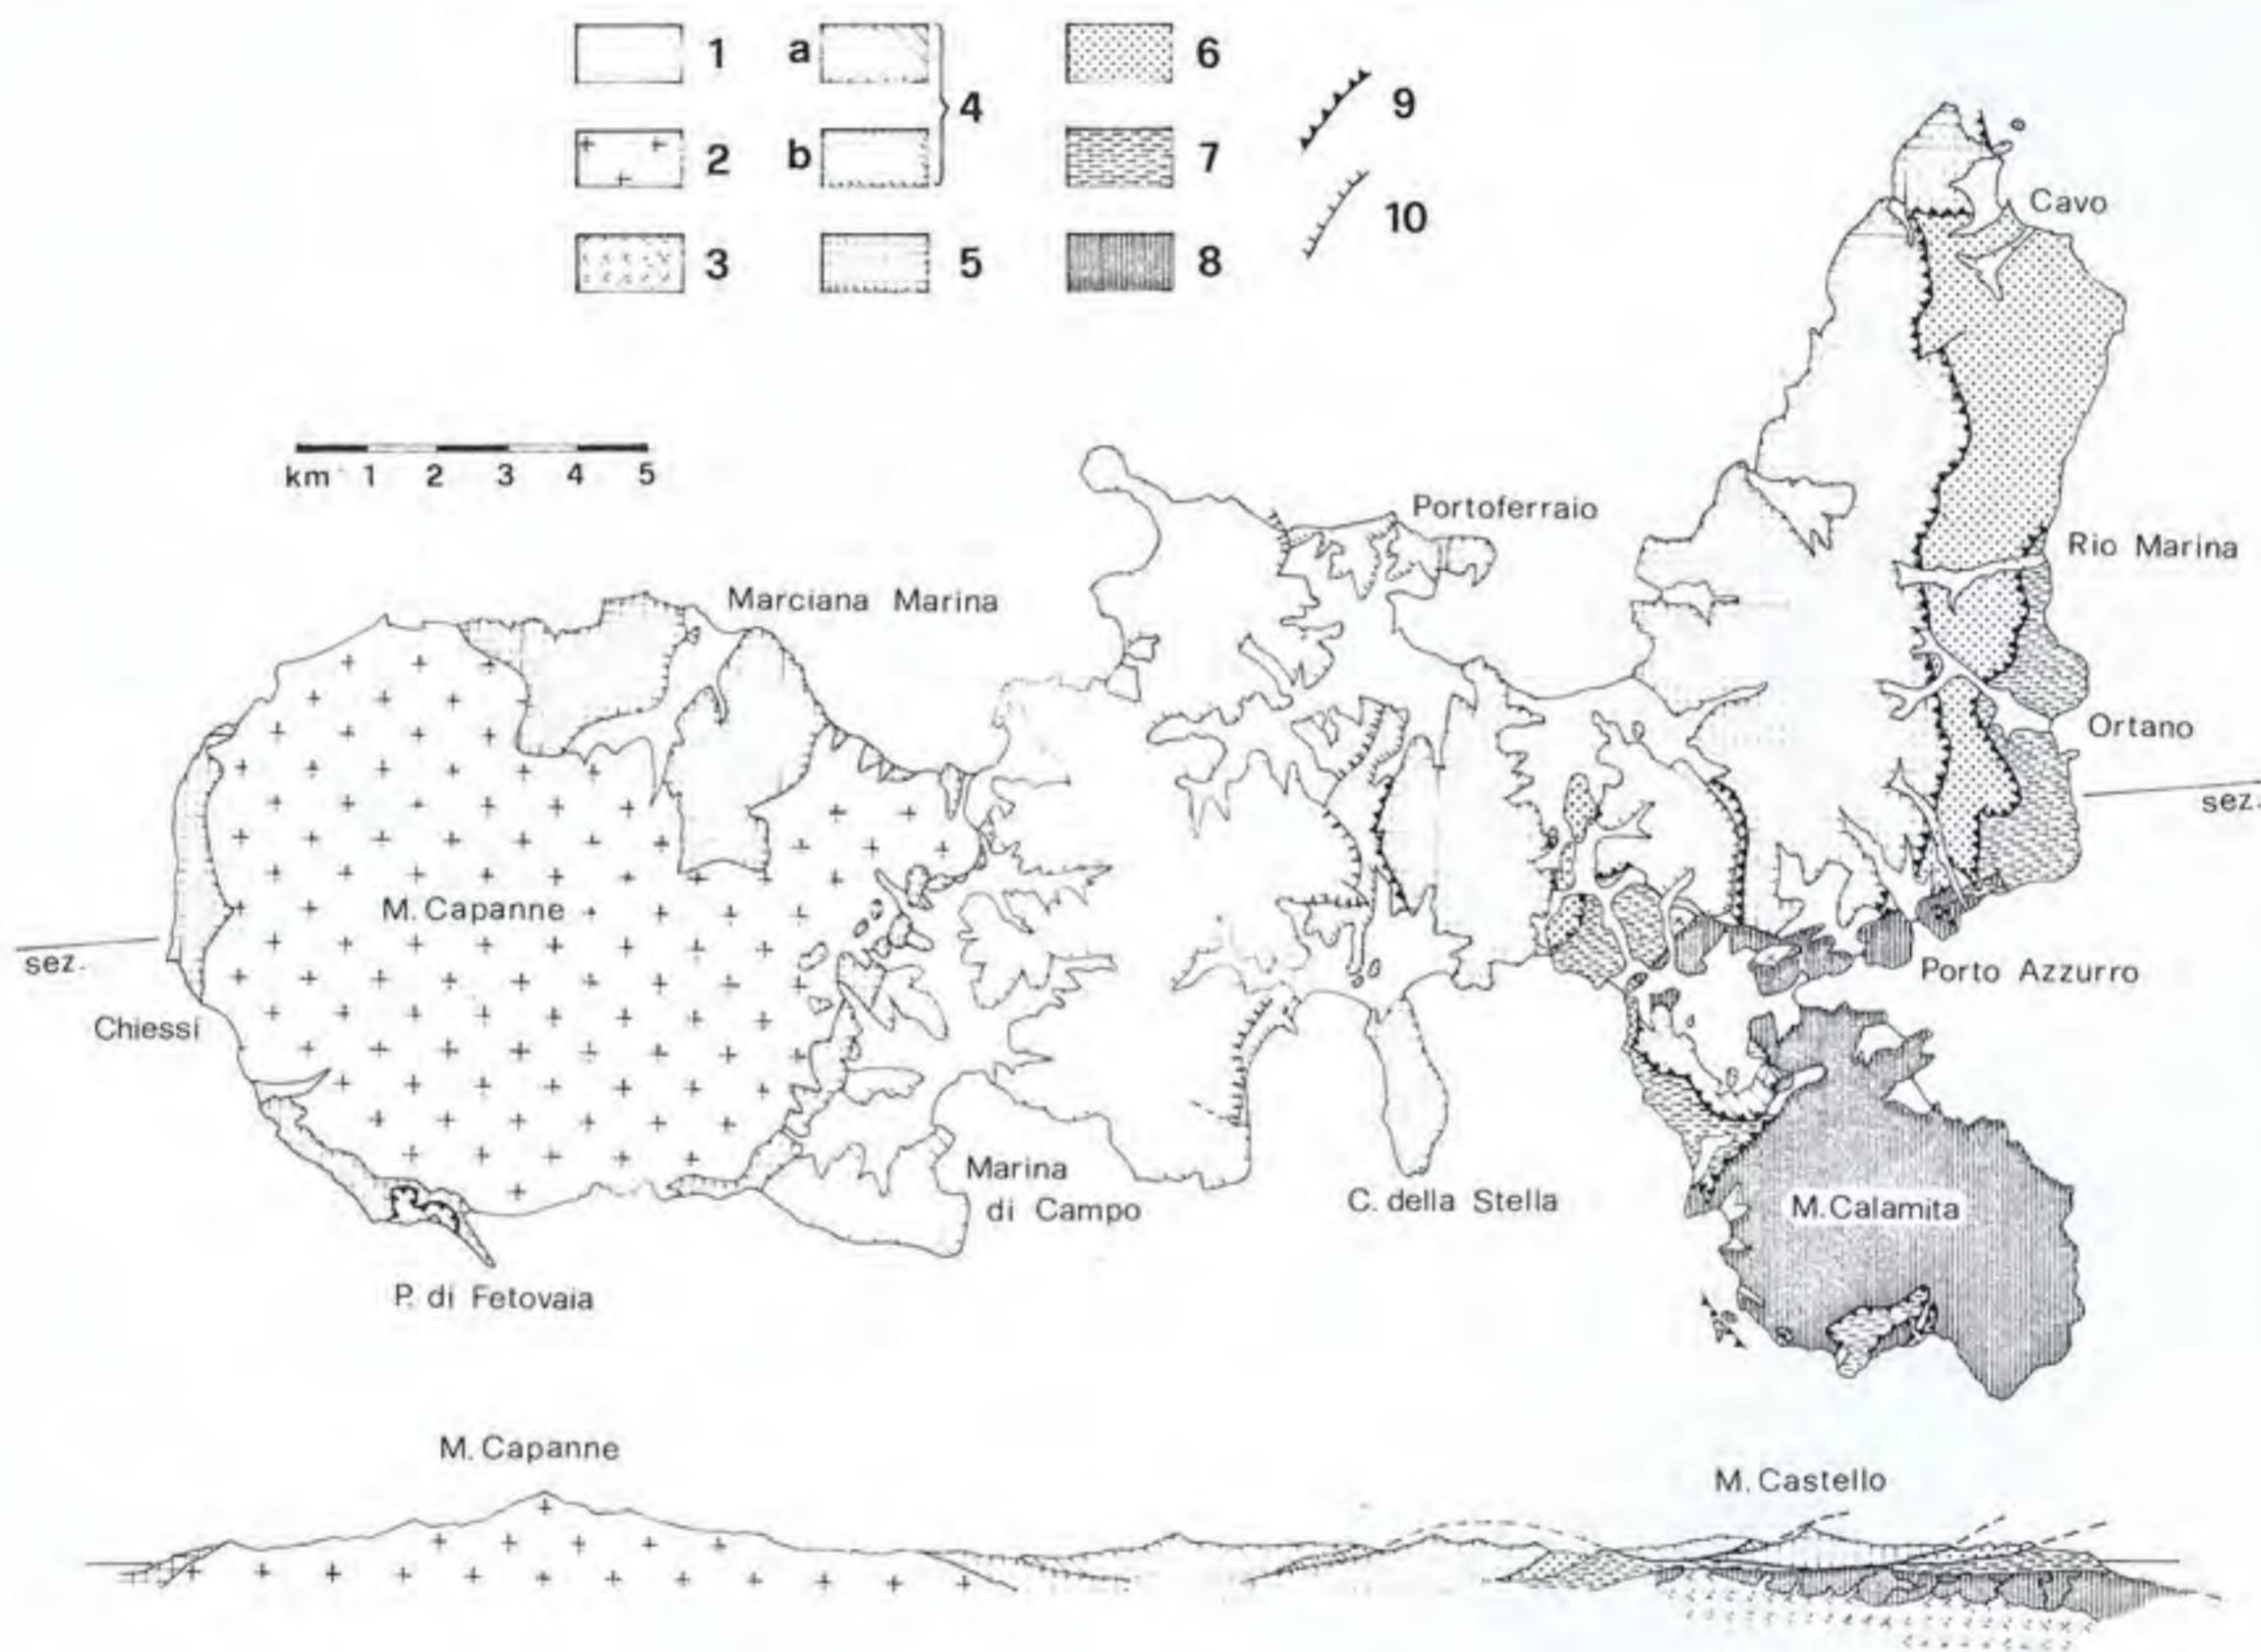 1
a
6
4
9
2
b
7
10
3
5
8
Cavo
km 1 2 3 4 5
Portoferraio
Rio Marina
Marciana Marina
Ortano
sez.
M. Capanne
sez.
Porto Azzurro
Chiessi
Marina
di Campo
C. della Stella
M. Calamita
P. di Fetovaia
M. Capanne
M. Castello